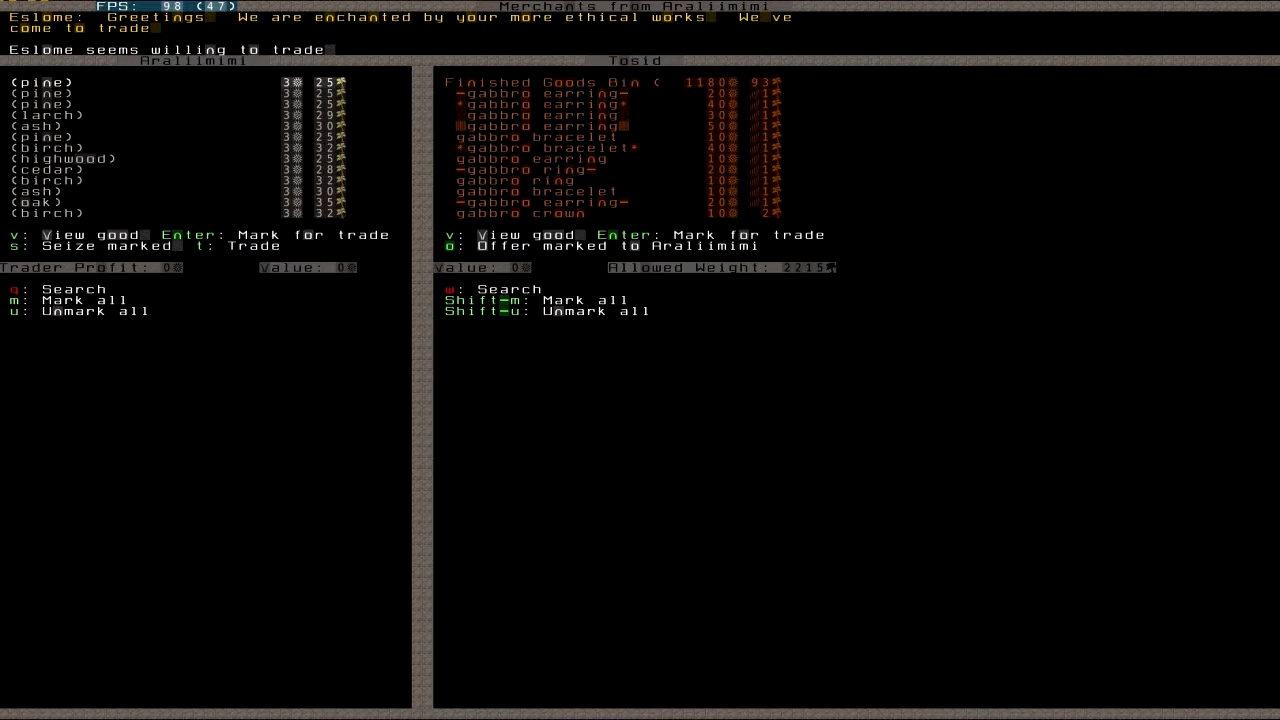 FPS: 98 (47) Merchants from Araliimimi
Eslome: Greetings. We are enchanted by your more ethical works. We've
come to trade.
Eslome seems willing to trade.
Araliimimi Tosid
(pine) 3☼ 25 Finished Goods Bin ( 1180☼ 93
(pine) 3☼ 25 -gabbro earring- 20☼ 1
(pine) 3☼ 25 *gabbro earring* 40☼ 1
(larch) 3☼ 29 gabbro earring 30☼ 1
(ash) 3☼ 30 gabbro earring 50☼ 1
(pine) 3☼ 25 gabbro bracelet 10☼ 1
(birch) 3☼ 32 *gabbro bracelet* 40☼ 1
(highwood) 3☼ 25 gabbro earring 10☼ 1
(cedar) 3☼ 28 -gabbro ring- 20☼ 1
(birch) 3☼ 32 gabbro ring 10☼ 1
(ash) 3☼ 30 gabbro bracelet 10☼ 1
(oak) 3☼ 35 -gabbro earring- 20☼ 1
(birch) 3☼ 32 gabbro crown 10☼ 2
v: View good, Enter: Mark for trade v: View good, Enter: Mark for trade
s: Seize marked, t: Trade o: Offer marked to Araliimimi
Trader Profit: 0☼ Value: 0☼ Value: 0☼ Allowed Weight: 2215
q: Search w: Search
m: Mark all Shift-m: Mark all
u: Unmark all Shift-u: Unmark all